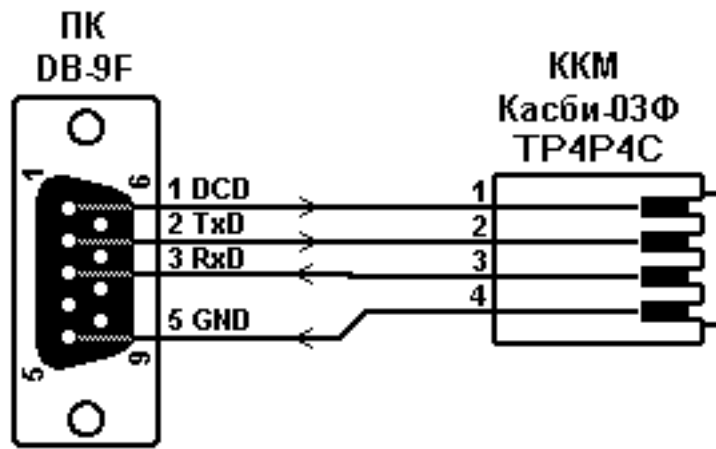 ПК
DB-9F
ККМ
Касби-03Ф
TP4P4C
1
6
5
9
1 DCD
2 TxD
3 RxD
5 GND
1
2
3
4